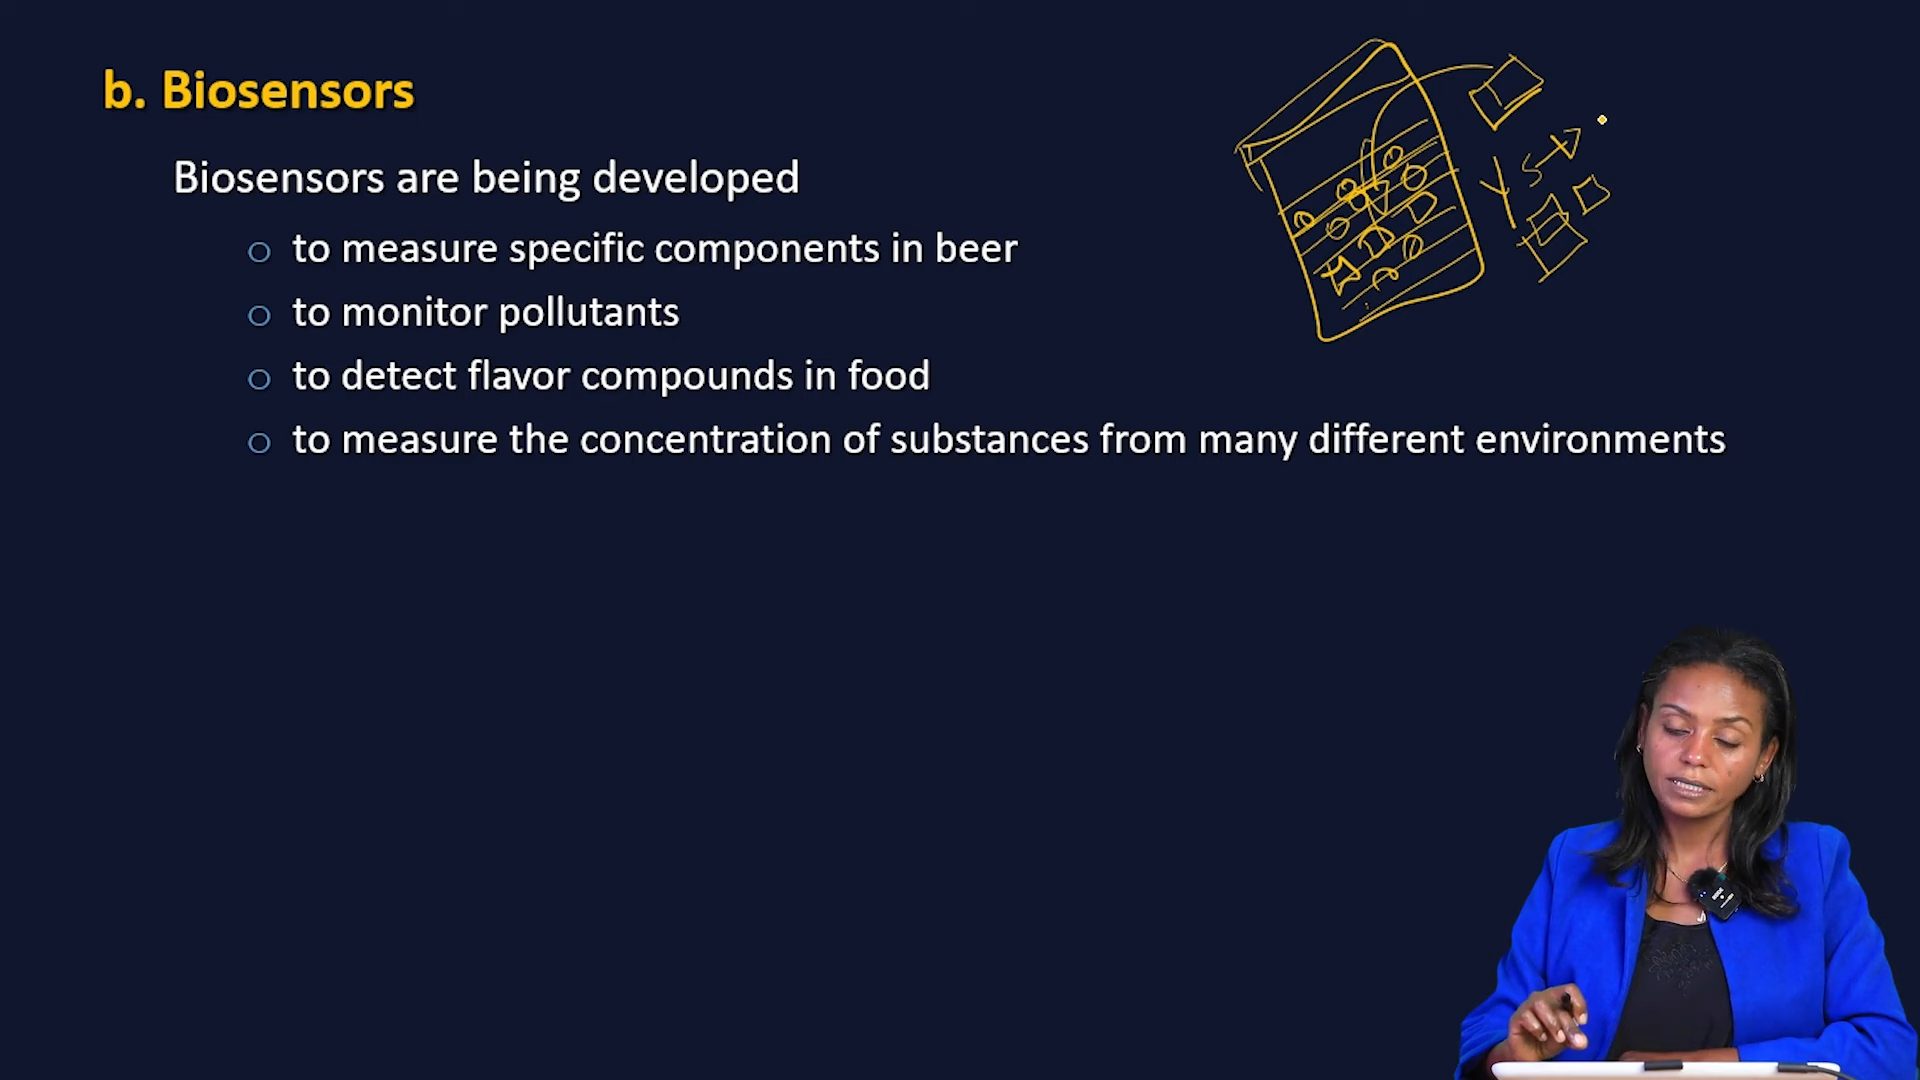 b. Biosensors
Biosensors are being developed
o to measure specific components in beer
o to monitor pollutants
o to detect flavor compounds in food
o to measure the concentration of substances from many different environments